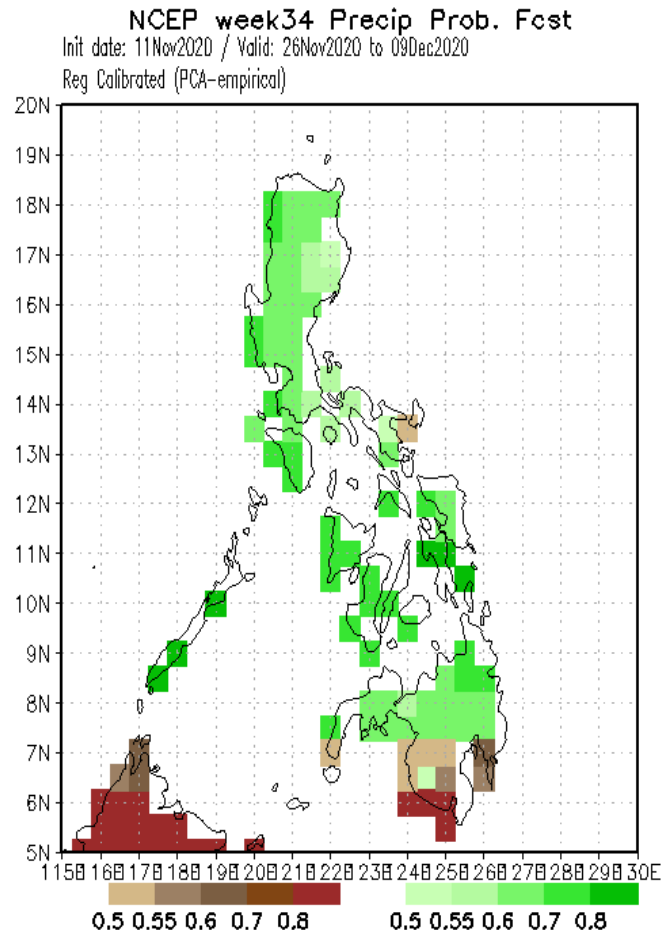 NCEP week34 Precip Prob. Fcst
Init date: 11Nov2020 / Valid: 26Nov2020 to 09Dec2020
Reg Calibrated (PCA-empirical)
20N
19N
18N
17N
16N
15N
14N
13N
12N
11N
10N
9N
8N
7N
6N
5N
115E 116E 117E 118E 119E 120E 121E 122E 123E 124E 125E 126E 127E 128E 129E 130E
0.5 0.55 0.6 0.7 0.8 0.5 0.55 0.6 0.7 0.8